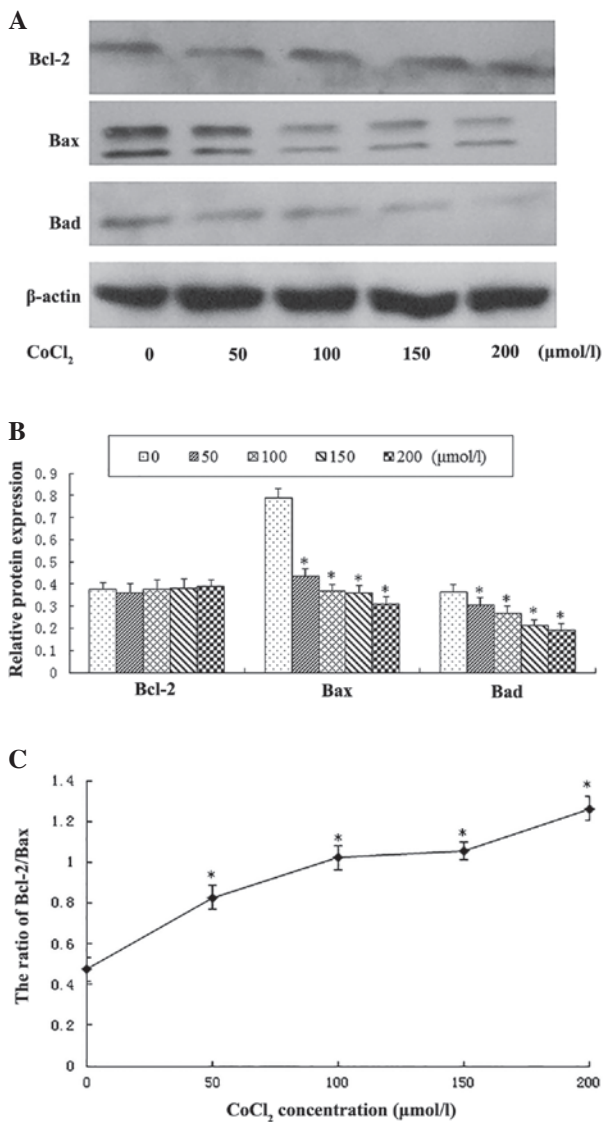 A
Bcl-2
Bax
Bad
β-actin
CoCl₂ 0 50 100 150 200 (µmol/l)
B
0 50 100 150 200 (µmol/l)
Relative protein expression
0.9
0.8
0.7
0.6
0.5
0.4
0.3
0.2
0.1
0
* * * *
* * * *
Bcl-2 Bax Bad
C
The ratio of Bcl-2/Bax
1.4
1.2
1
0.8
0.6
0.4
0.2
0
* * * *
0 50 100 150 200
CoCl₂ concentration (µmol/l)